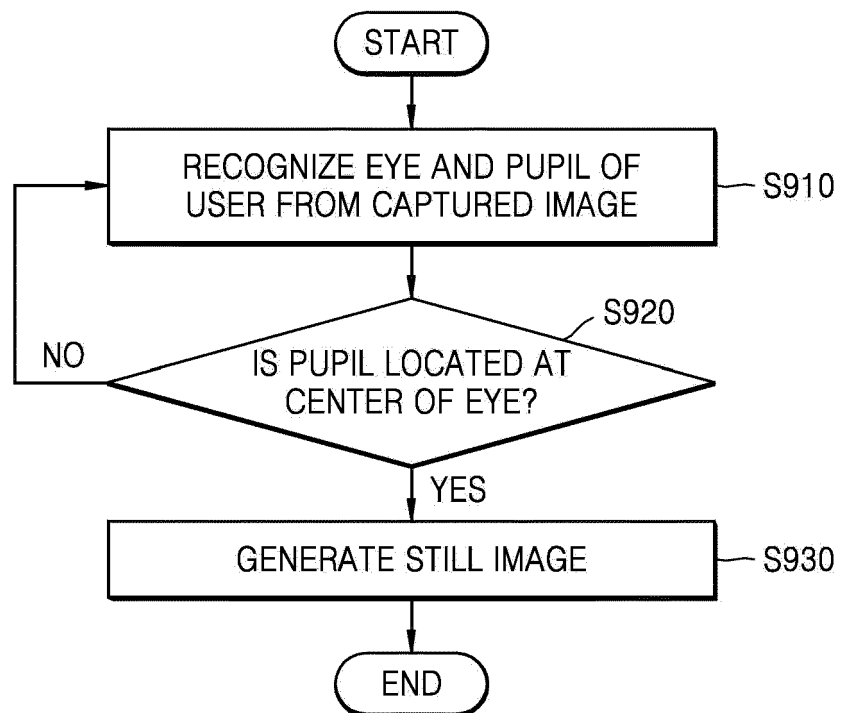 START
RECOGNIZE EYE AND PUPIL OF
USER FROM CAPTURED IMAGE
S910
S920
NO
IS PUPIL LOCATED AT
CENTER OF EYE?
YES
GENERATE STILL IMAGE
S930
END